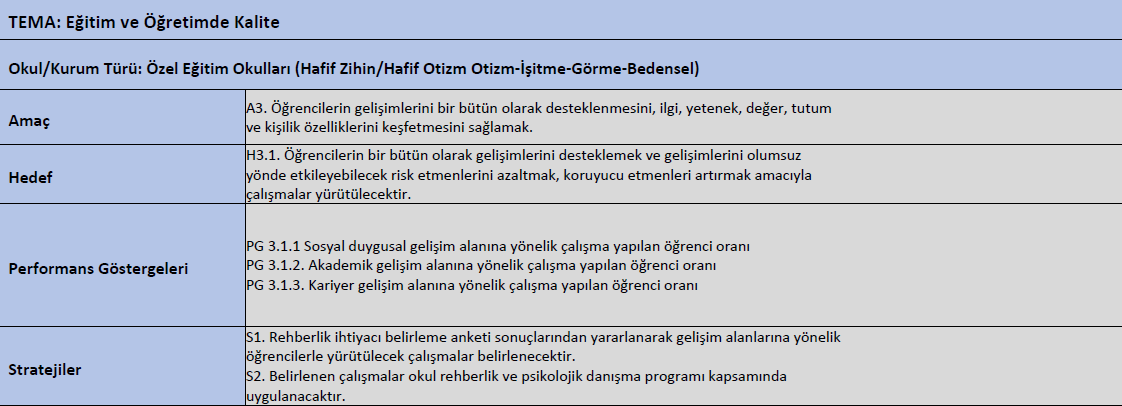 TEMA: Eğitim ve Öğretimde Kalite
Okul/Kurum Türü: Özel Eğitim Okulları (Hafif Zihin/Hafif Otizm Otizm-İşitme-Görme-Bedensel)
Amaç
A3. Öğrencilerin gelişimlerini bir bütün olarak desteklenmesini, ilgi, yetenek, değer, tutum
ve kişilik özelliklerini keşfetmesini sağlamak.
Hedef
H3.1. Öğrencilerin bir bütün olarak gelişimlerini desteklemek ve gelişimlerini olumsuz
yönde etkileyebilecek risk etmenlerini azaltmak, koruyucu etmenleri artırmak amacıyla
çalışmalar yürütülecektir.
Performans Göstergeleri
PG 3.1.1 Sosyal duygusal gelişim alanına yönelik çalışma yapılan öğrenci oranı
PG 3.1.2. Akademik gelişim alanına yönelik çalışma yapılan öğrenci oranı
PG 3.1.3. Kariyer gelişim alanına yönelik çalışma yapılan öğrenci oranı
Stratejiler
S1. Rehberlik ihtiyacı belirleme anketi sonuçlarından yararlanarak gelişim alanlarına yönelik
öğrencilerle yürütülecek çalışmalar belirlenecektir.
S2. Belirlenen çalışmalar okul rehberlik ve psikolojik danışma programı kapsamında
uygulanacaktır.